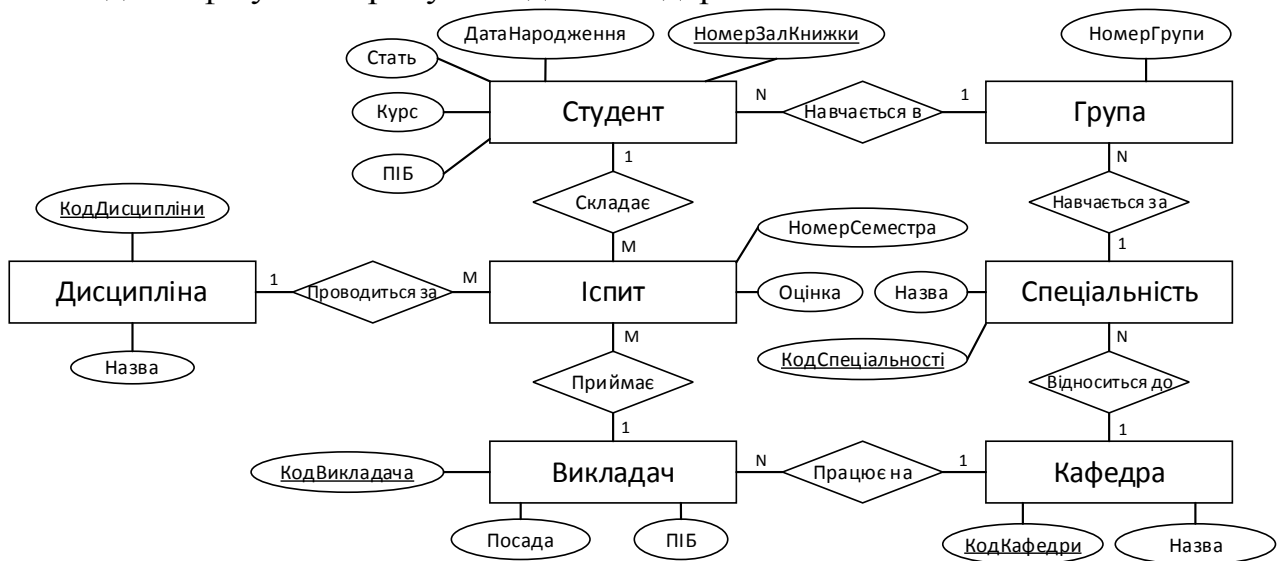 ДатаНародження
НомерЗалКнижки
НомерГрупи
Стать
Курс
ПІБ
Студент
N
Навчається в
1
Група
1
N
КодДисципліни
Складає
Навчається за
M
НомерСеместра
1
Дисципліна
1
Проводиться за
M
Іспит
Оцінка
Назва
Спеціальність
Назва
M
КодСпеціальності
N
Приймає
Відноситься до
1
1
КодВикладача
Викладач
N
Працює на
1
Кафедра
Посада
ПІБ
КодКафедри
Назва